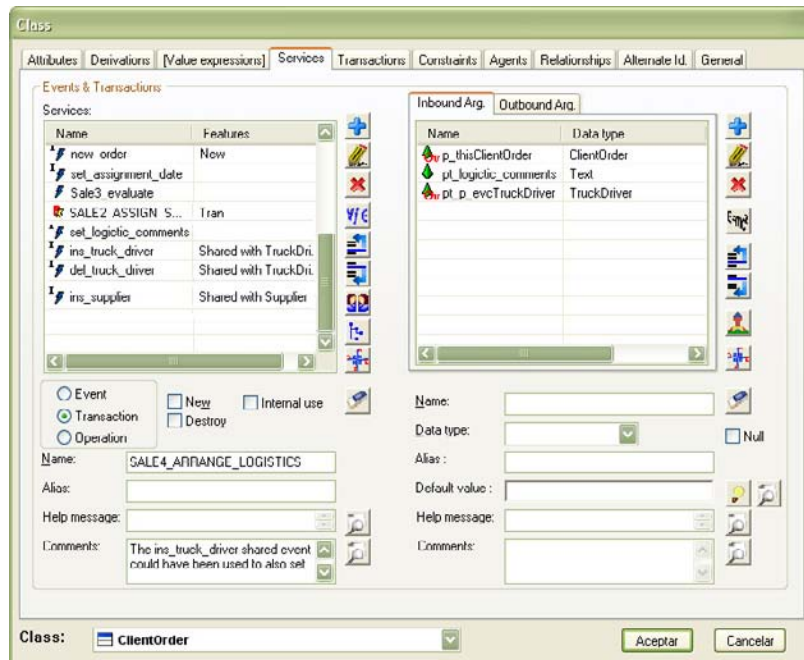 Class
Attributes Derivations [Value expressions] Services Transactions Constraints Agents Relationships Alternate Id. General
Events & Transactions
Services:
Name Features
new_order New
set_assignment_date
Sale3_evaluate
SALE2_ASSIGN_S... Tran
set_logictic_comments
ins_truck_driver Shared with TruckDri.
del_truck_driver Shared with TruckDri.
ins_supplier Shared with Supplier
Inbound Arg. Outbound Arg.
Name Data type
p_thisClientOrder ClientOrder
pt_logictic_comments Text
pt_p_evcTruckDriver TruckDriver
Event
Transaction
Operation
New
Destroy
Internal use
Name: SALE4_ARRANGE_LOGISTICS
Alias:
Help message:
Comments: The ins_truck_driver shared event
could have been used to also set
Name:
Data type: Null
Alias :
Default value :
Help message:
Comments:
Class: ClientOrder Aceptar Cancelar